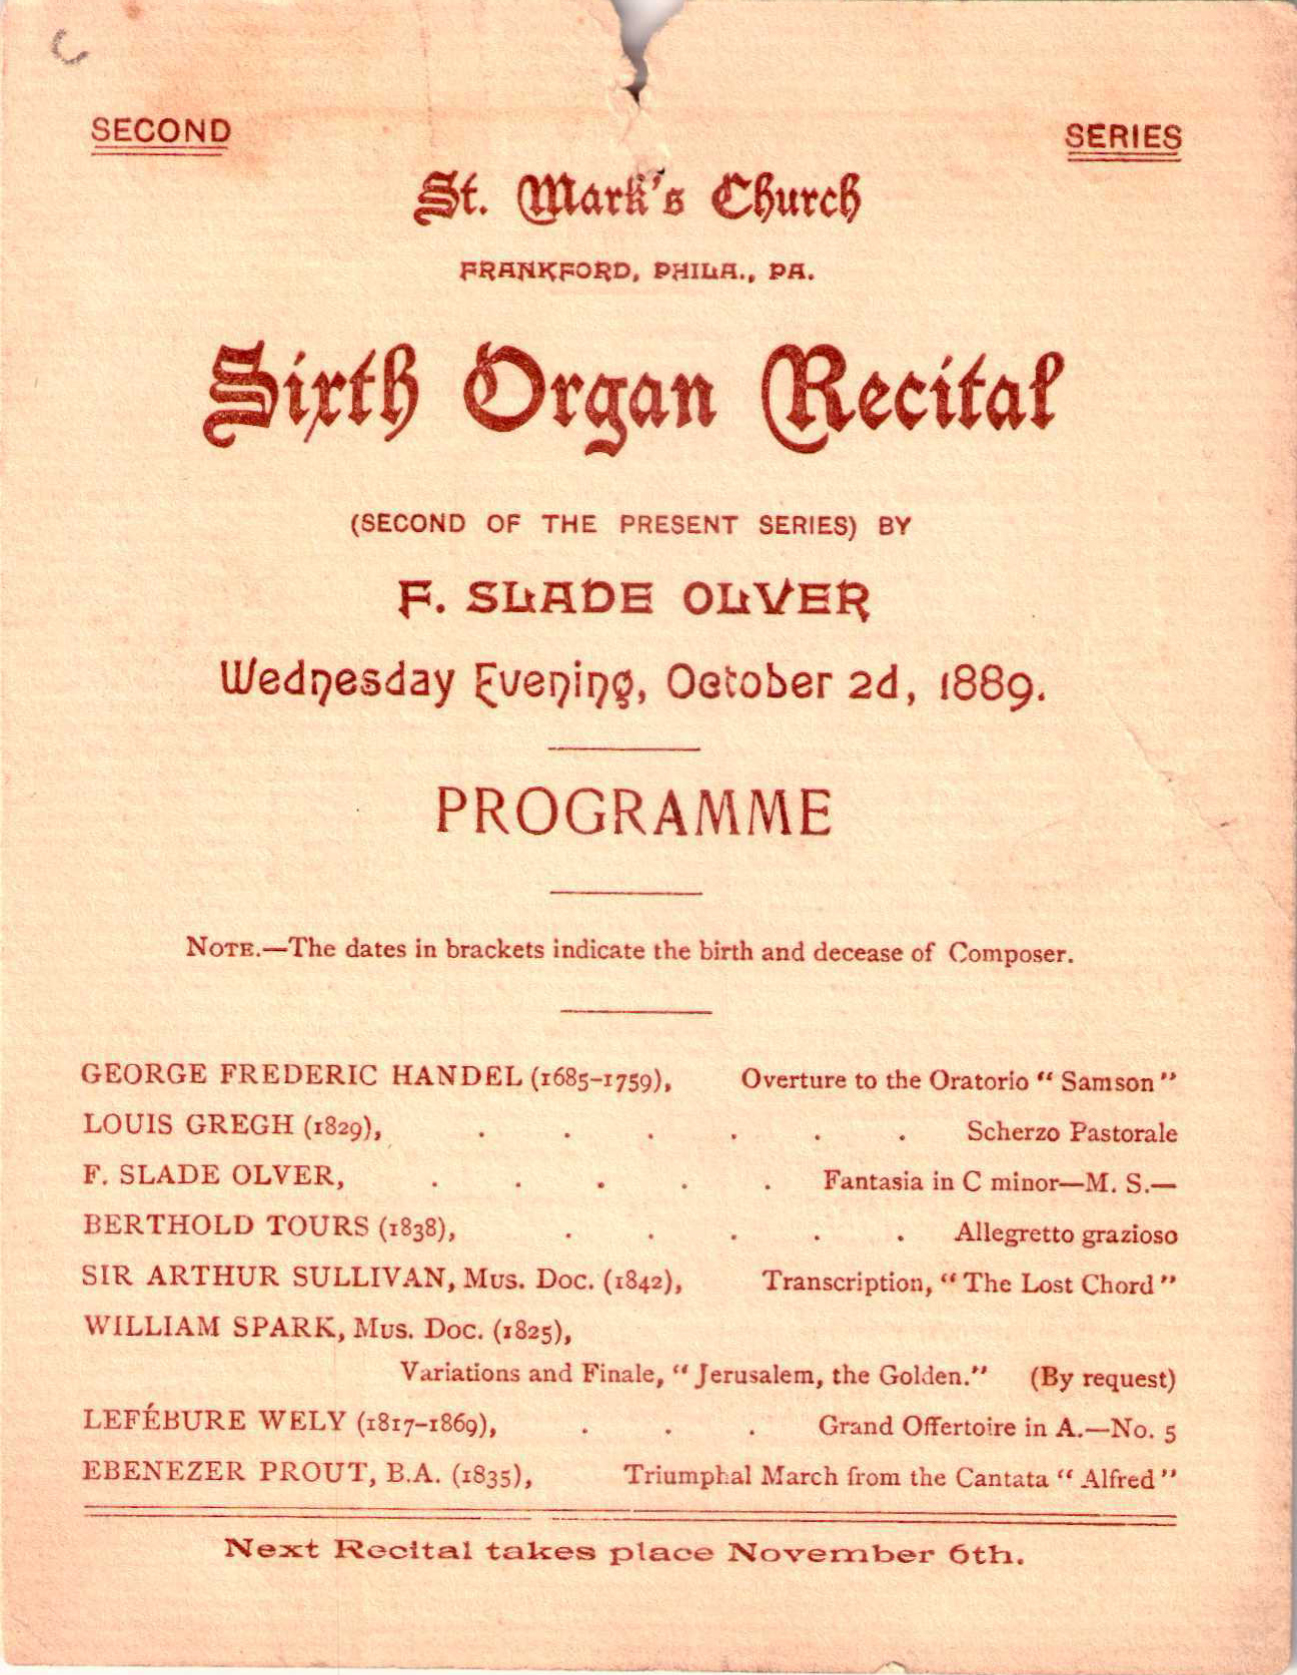 SECOND SERIES
St. Mark's Church
FRANKFORD, PHILA., PA.
Sixth Organ Recital
(SECOND OF THE PRESENT SERIES) BY
F. SLADE OLVER
Wednesday Evening, October 2d, 1889.
PROGRAMME
NOTE.—The dates in brackets indicate the birth and decease of Composer.
GEORGE FREDERIC HANDEL (1685-1759), Overture to the Oratorio “Samson”
LOUIS GREGH (1829), . . . . . . Scherzo Pastorale
F. SLADE OLVER, . . . . . Fantasia in C minor—M. S.—
BERTHOLD TOURS (1838), . . . . . Allegretto grazioso
SIR ARTHUR SULLIVAN, Mus. Doc. (1842), Transcription, “The Lost Chord”
WILLIAM SPARK, Mus. Doc. (1825),
Variations and Finale, “Jerusalem, the Golden.” (By request)
LEFÉBURE WELY (1817-1869), . . . Grand Offertoire in A.—No. 5
EBENEZER PROUT, B.A. (1835), Triumphal March from the Cantata “Alfred”
Next Recital takes place November 6th.